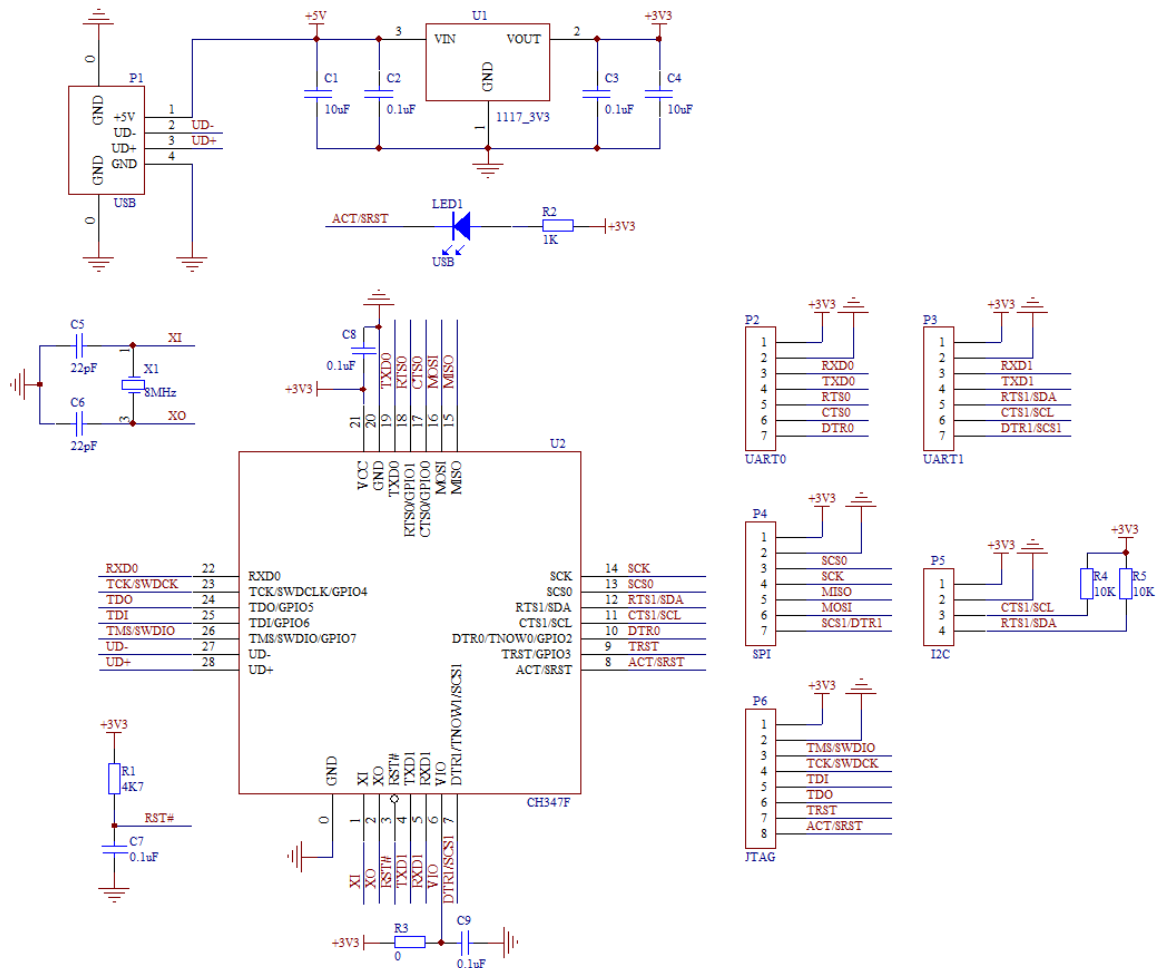 +5V
U1
+3V3
0
3
VIN
VOUT
2
GND
P1
GND
+5V
1
UD-
2
UD-
UD+
3
UD+
GND
4
GND
USB
0
C1
10uF
C2
0.1uF
1
1117_3V3
C3
0.1uF
C4
10uF
ACT/SRST
LED1
USB
R2
1K
+3V3
C5
22pF
XI
1
X1
8MHz
3
C6
22pF
XO
C8
0.1uF
+3V3
TXD0
RTS0
CTS0
MOSI
MISO
21
20
19
18
17
16
15
U2
VCC
GND
TXD0
RTS0/GPIO1
CTS0/GPIO0
MOSI
MISO
RXD0
22
RXD0
TCK/SWDCK
23
TCK/SWDCLK/GPIO4
TDO
24
TDO/GPIO5
TDI
25
TDI/GPIO6
TMS/SWDIO
26
TMS/SWDIO/GPIO7
UD-
27
UD-
UD+
28
UD+
SCK
14
SCK
SCS0
13
SCS0
RTS1/SDA
12
RTS1/SDA
CTS1/SCL
11
CTS1/SCL
DTR0/TNOW0/GPIO2
10
DTR0
TRST/GPIO3
9
TRST
ACT/SRST
8
ACT/SRST
GND
XI
XO
RST#
TXD1
RXD1
VIO
DTR1/TNOW1/SCS1
CH347F
0
1
2
3
4
5
6
7
XI
XO
RST#
TXD1
RXD1
VIO
DTR1/SCS1
+3V3
R3
0
C9
0.1uF
+3V3
R1
4K7
RST#
C7
0.1uF
P2
+3V3
1
2
3
RXD0
4
TXD0
5
RTS0
6
CTS0
7
DTR0
UART0
P3
+3V3
1
2
3
RXD1
4
TXD1
5
RTS1/SDA
6
CTS1/SCL
7
DTR1/SCS1
UART1
P4
+3V3
1
2
3
SCS0
4
SCK
5
MISO
6
MOSI
7
SCS1/DTR1
SPI
P5
+3V3
+3V3
1
2
3
CTS1/SCL
4
RTS1/SDA
R4
10K
R5
10K
I2C
P6
+3V3
1
2
3
TMS/SWDIO
4
TCK/SWDCK
5
TDI
6
TDO
7
TRST
8
ACT/SRST
JTAG